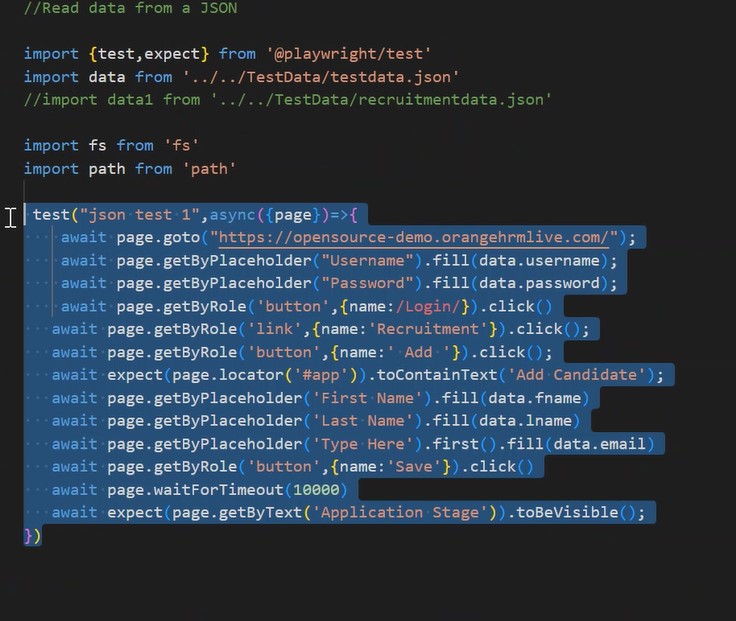 //Read data from a JSON
import {test,expect} from '@playwright/test'
import data from '../../TestData/testdata.json'
//import data1 from '../../TestData/recruitmentdata.json'
import fs from 'fs'
import path from 'path'
test("json test 1",async({page})=>{
await page.goto("https://opensource-demo.orangehrmlive.com/");
await page.getByPlaceholder("Username").fill(data.username);
await page.getByPlaceholder("Password").fill(data.password);
await page.getByRole('button',{name:/Login/}).click()
await page.getByRole('link',{name:'Recruitment'}).click();
await page.getByRole('button',{name:' Add '}).click();
await expect(page.locator('#app')).toContainText('Add Candidate');
await page.getByPlaceholder('First Name').fill(data.fname)
await page.getByPlaceholder('Last Name').fill(data.lname)
await page.getByPlaceholder('Type Here').first().fill(data.email)
await page.getByRole('button',{name:'Save'}).click()
await page.waitForTimeout(10000)
await expect(page.getByText('Application Stage')).toBeVisible();
})